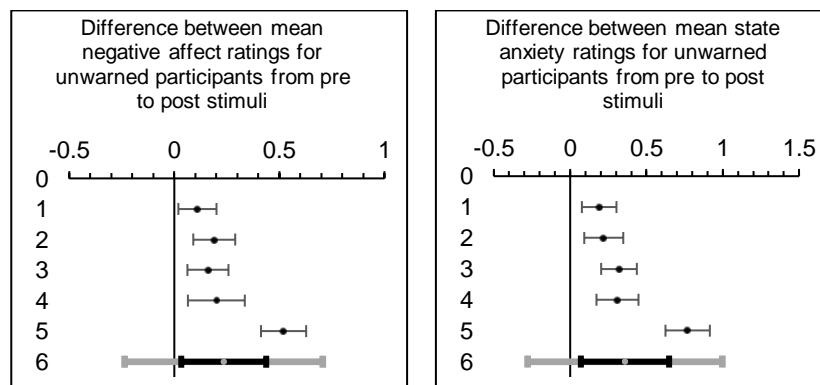 Difference between mean
negative affect ratings for
unwarned participants from pre
to post stimuli
-0.5 0 0.5 1
0
1
2
3
4
5
6
Difference between mean state
anxiety ratings for unwarned
participants from pre to post
stimuli
-0.5 0 0.5 1 1.5
0
1
2
3
4
5
6